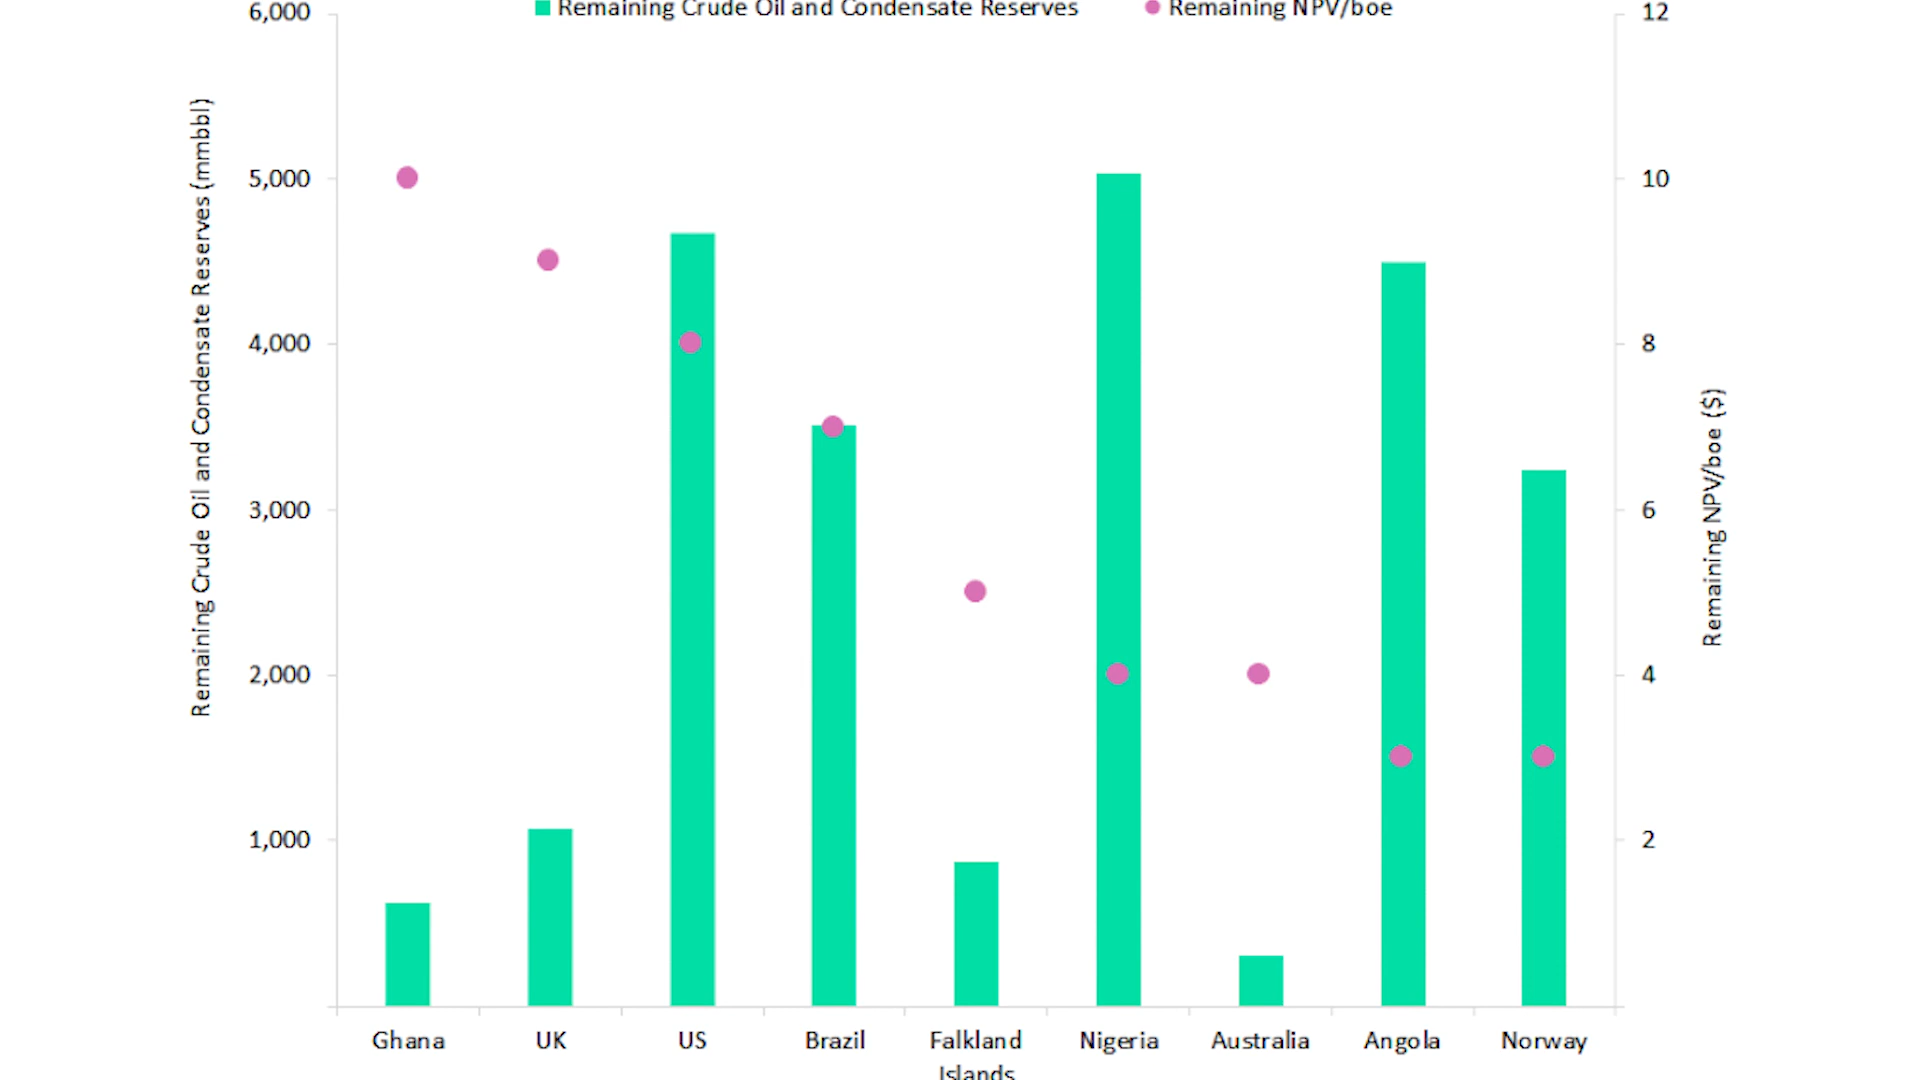 Remaining Crude Oil and Condensate Reserves
Remaining NPV/boe
6,000
5,000
4,000
3,000
2,000
1,000
Remaining Crude Oil and Condensate Reserves (mmbbl)
12
10
8
6
4
2
Remaining NPV/boe ($)
Ghana
UK
US
Brazil
Falkland
Islands
Nigeria
Australia
Angola
Norway